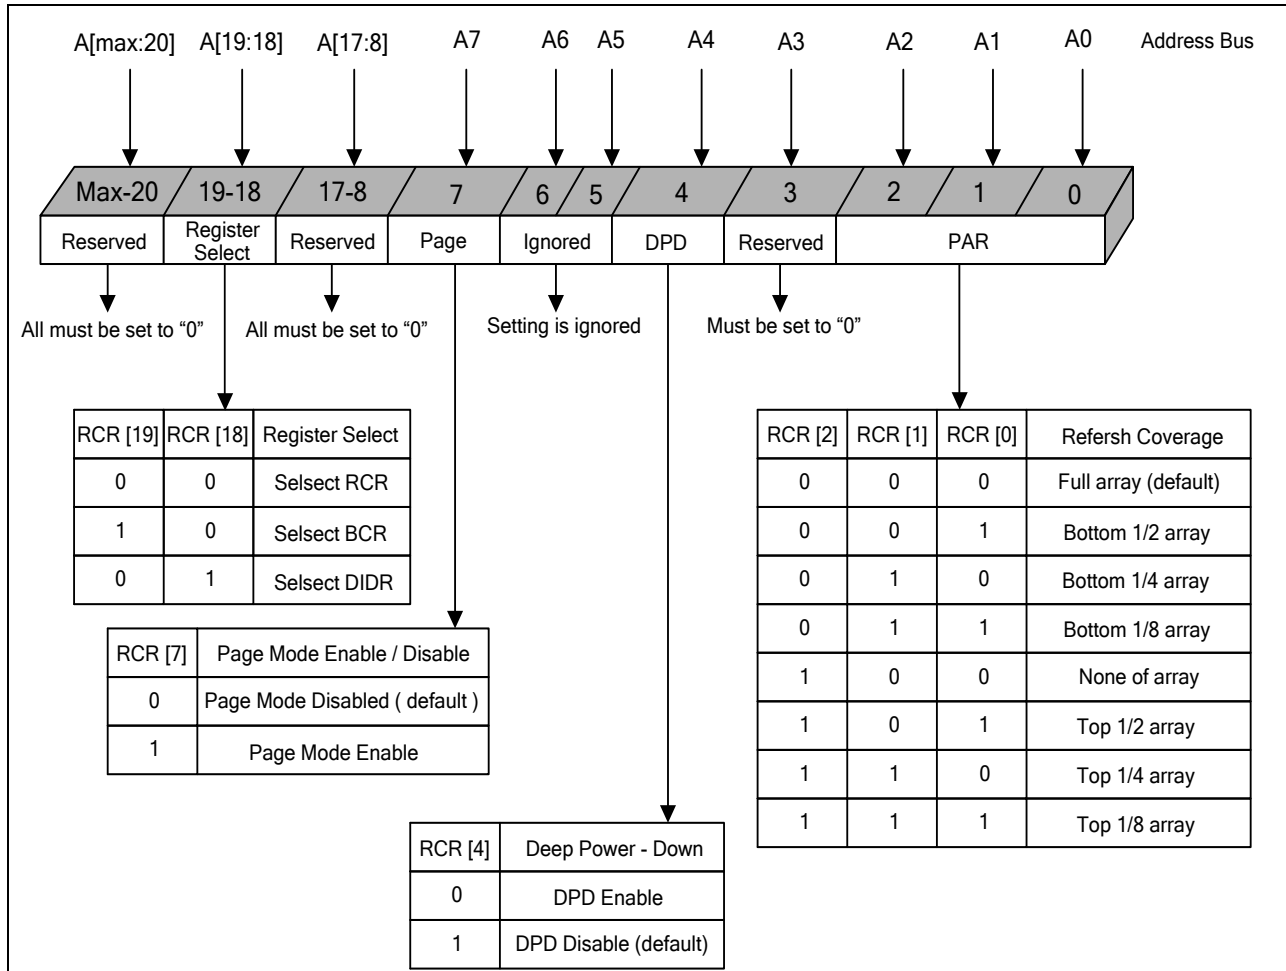 A[max:20] A[19:18] A[17:8] A7 A6 A5 A4 A3 A2 A1 A0 Address Bus
Max-20 19-18 17-8 7 6 5 4 3 2 1 0
Reserved Register Select Reserved Page Ignored DPD Reserved PAR
All must be set to “0” All must be set to “0” Setting is ignored Must be set to “0”
RCR [19] RCR [18] Register Select
0 0 Selsect RCR
1 0 Selsect BCR
0 1 Selsect DIDR
RCR [2] RCR [1] RCR [0] Refersh Coverage
0 0 0 Full array (default)
0 0 1 Bottom 1/2 array
0 1 0 Bottom 1/4 array
0 1 1 Bottom 1/8 array
1 0 0 None of array
1 0 1 Top 1/2 array
1 1 0 Top 1/4 array
1 1 1 Top 1/8 array
RCR [7] Page Mode Enable / Disable
0 Page Mode Disabled ( default )
1 Page Mode Enable
RCR [4] Deep Power - Down
0 DPD Enable
1 DPD Disable (default)